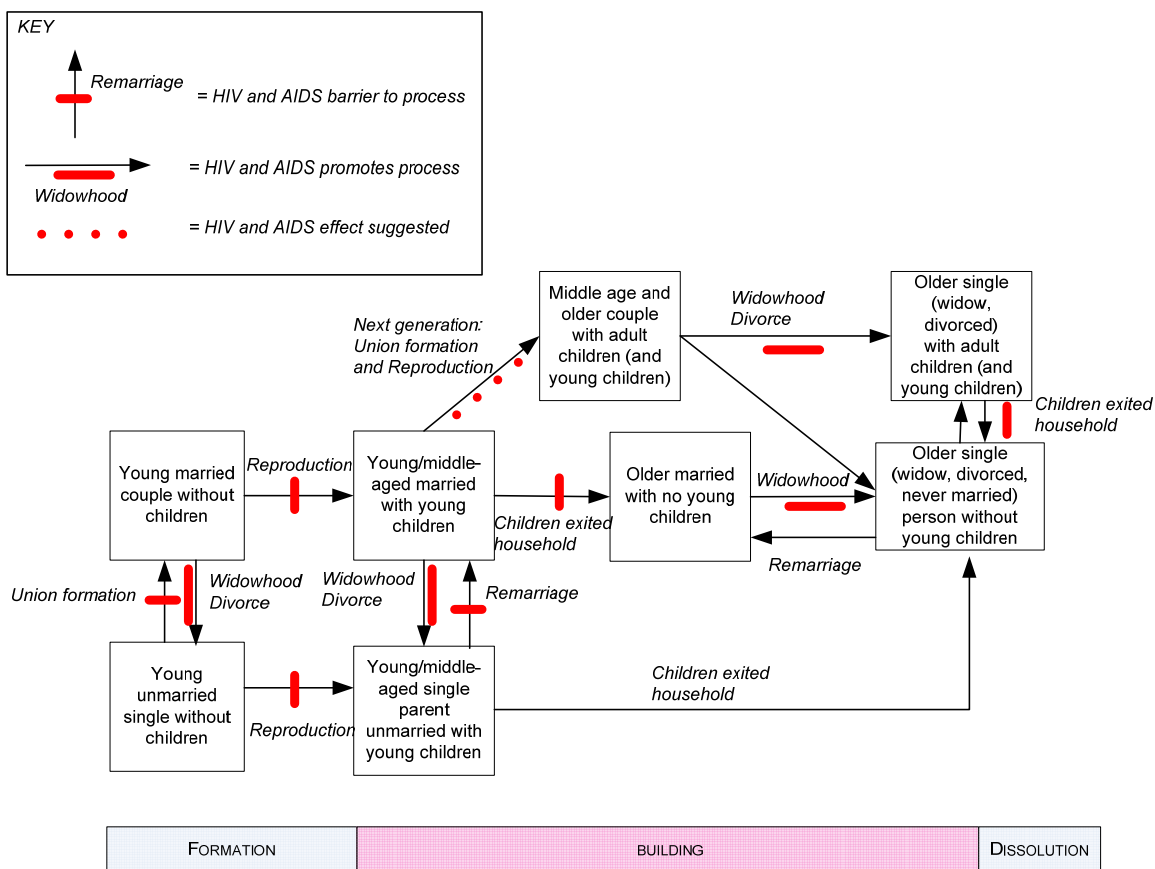 KEY
Remarriage
= HIV and AIDS barrier to process
= HIV and AIDS promotes process
Widowhood
= HIV and AIDS effect suggested
Next generation:
Union formation
and Reproduction
Middle age and
older couple
with adult
children (and
young children)
Widowhood
Divorce
Older single
(widow,
divorced)
with adult
children (and
young children)
Children exited
household
Young married
couple without
children
Reproduction
Young/middle-
aged married
with young
children
Children exited
household
Older married
with no young
children
Widowhood
Older single
(widow, divorced,
never married)
person without
young children
Remarriage
Union formation
Widowhood
Divorce
Widowhood
Divorce
Remarriage
Young
unmarried
single without
children
Reproduction
Young/middle-
aged single
parent
unmarried with
young children
Children exited
household
FORMATION
BUILDING
DISSOLUTION